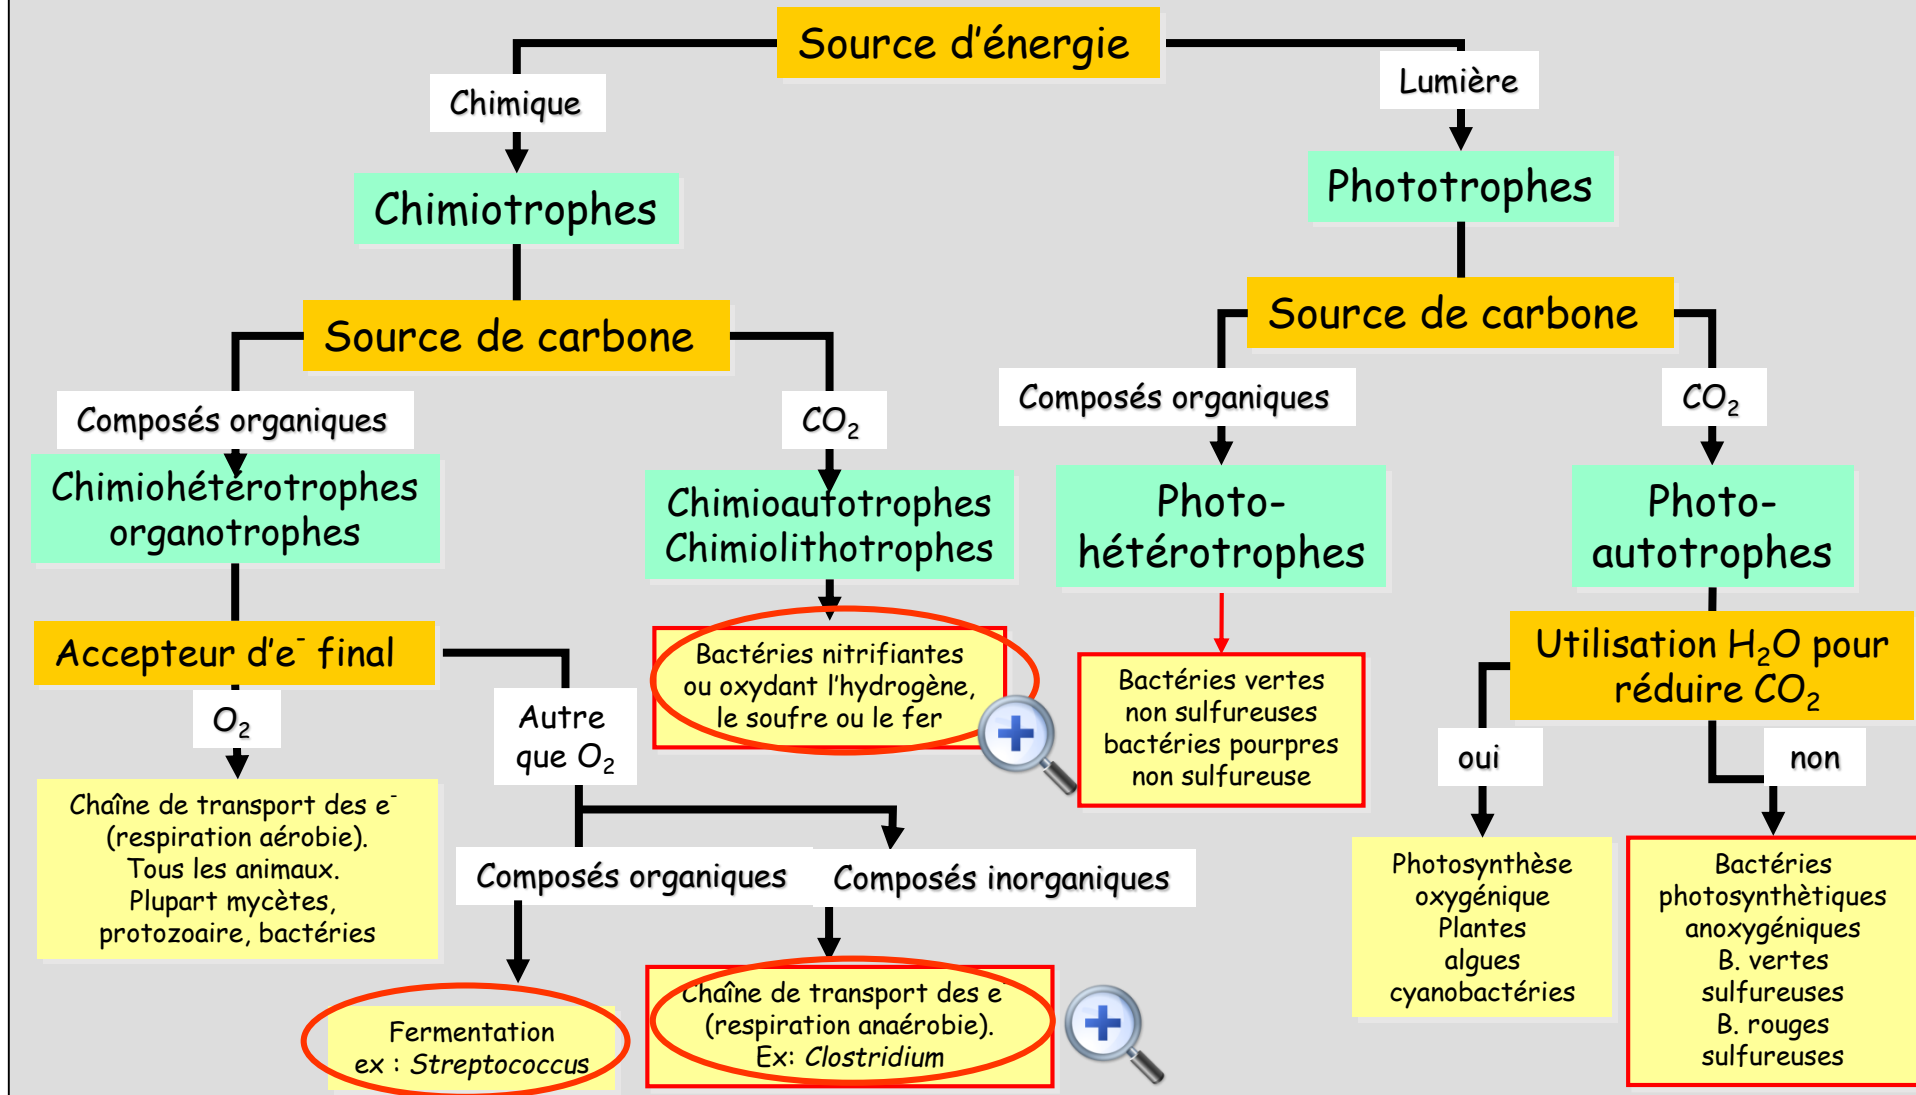 Source d'énergie
Chimique
Lumière
Chimiotrophes
Phototrophes
Source de carbone
Source de carbone
Composés organiques
CO₂
Composés organiques
CO₂
Chimiohétérotrophes
organotrophes
Chimioautotrophes
Chimiolithotrophes
Photo-
hétérotrophes
Photo-
autotrophes
Accepteur d'e⁻ final
Bactéries nitrifiantes
ou oxydant l'hydrogène,
le soufre ou le fer
Bactéries vertes
non sulfureuses
bactéries pourpres
non sulfureuse
Utilisation H₂O pour
réduire CO₂
O₂
Autre
que O₂
oui
non
Chaîne de transport des e⁻
(respiration aérobie).
Tous les animaux.
Plupart mycètes,
protozoaire, bactéries
Composés organiques
Composés inorganiques
Fermentation
ex : Streptococcus
Chaîne de transport des e⁻
(respiration anaérobie).
Ex: Clostridium
Photosynthèse
oxygénique
Plantes
algues
cyanobactéries
Bactéries
photosynthètiques
anoxygéniques
B. vertes
sulfureuses
B. rouges
sulfureuses